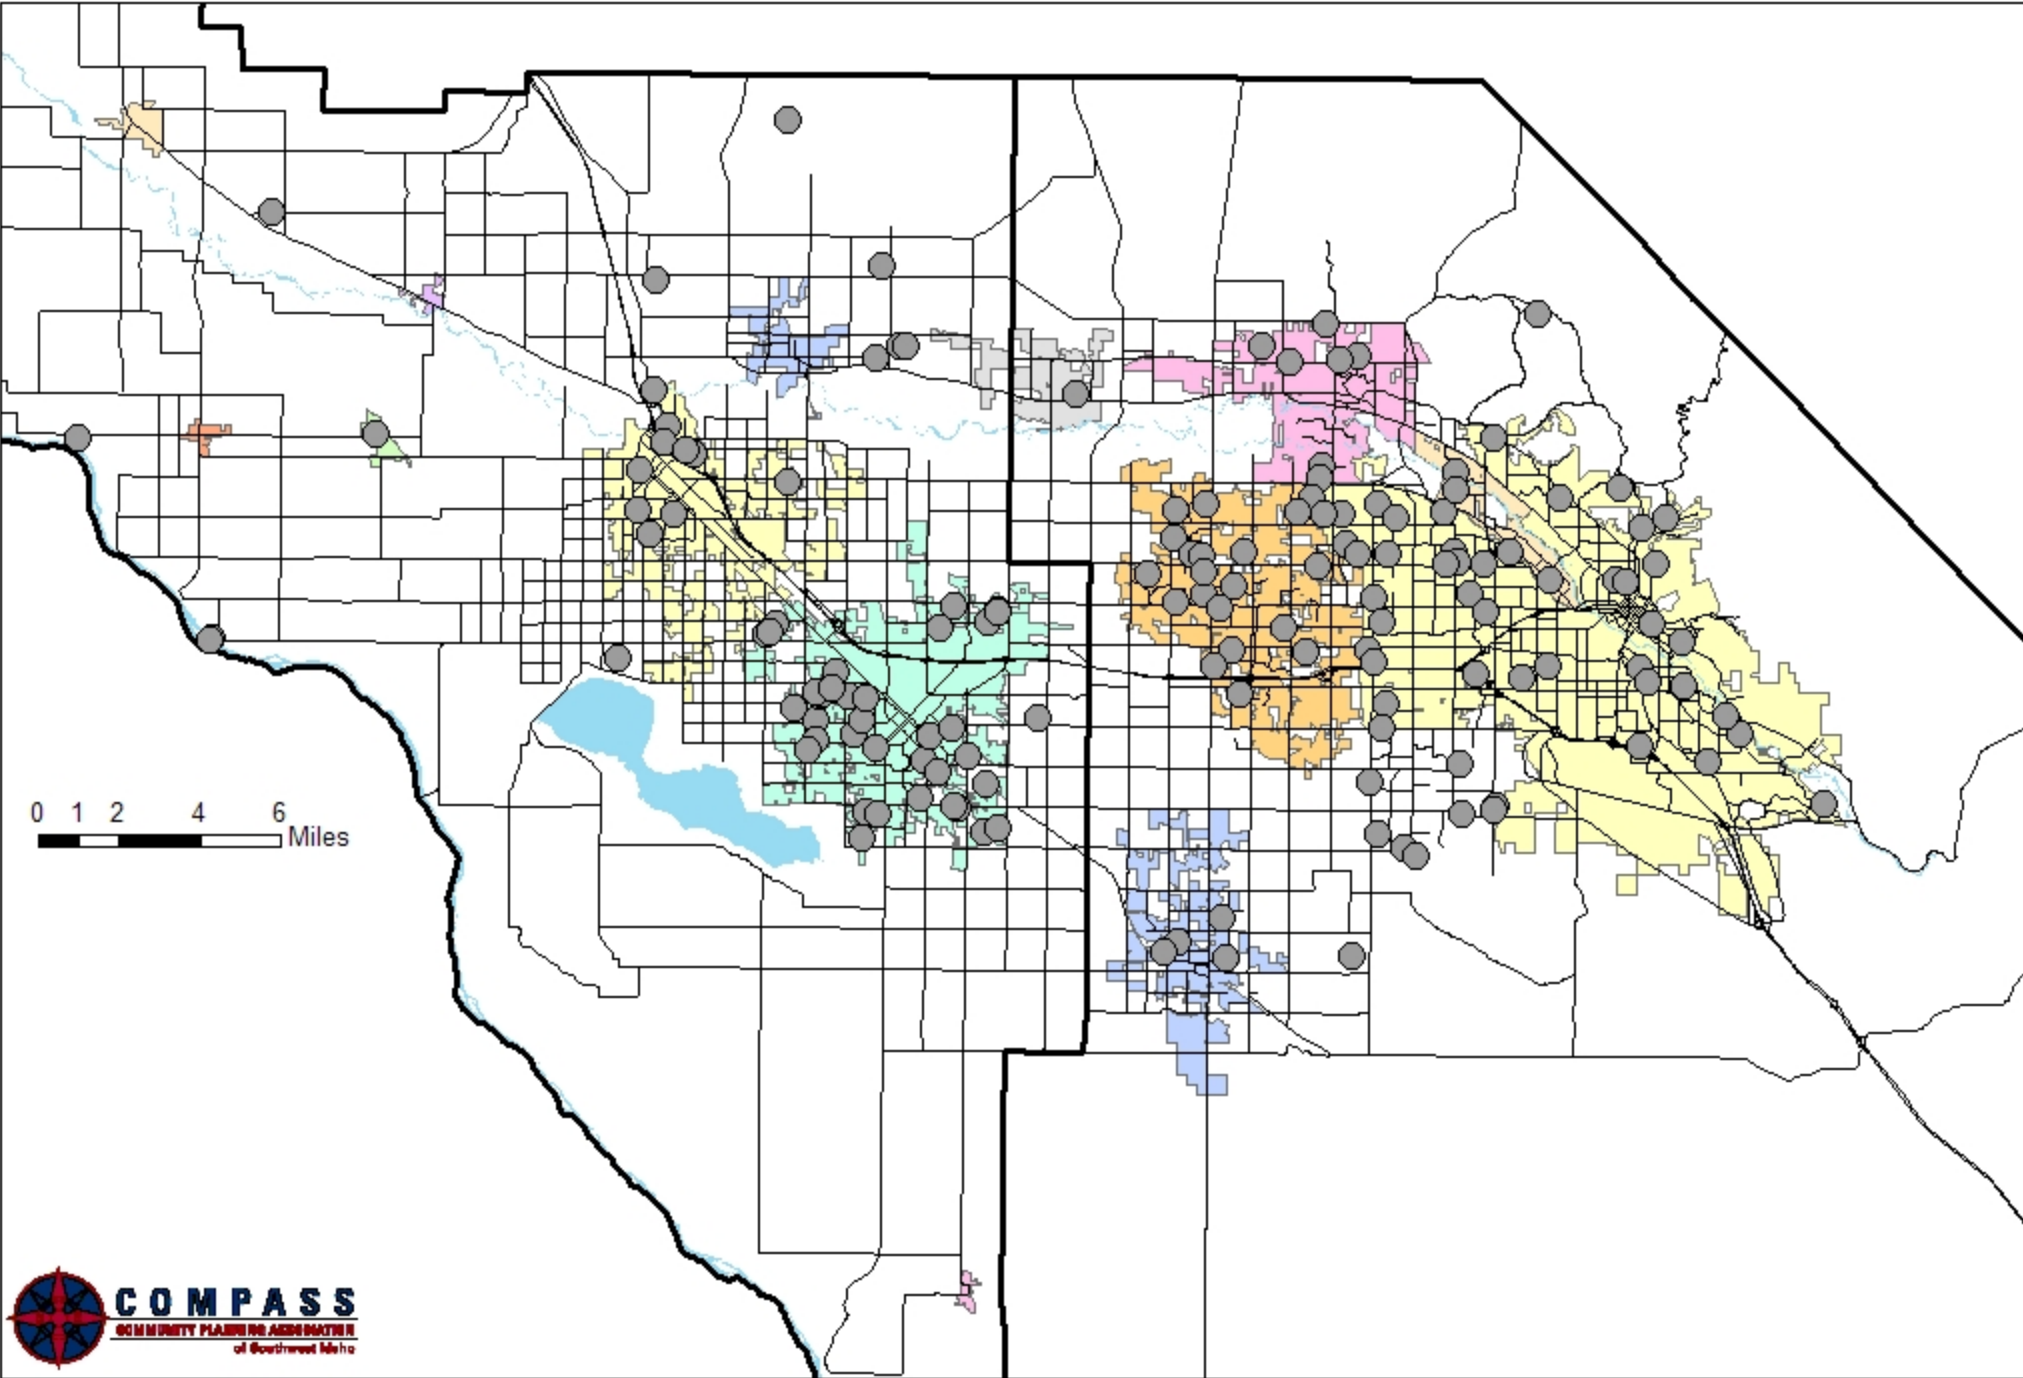 0 1 2 4 6
Miles
COMPASS
COMMUNITY PLANNING ASSOCIATION
of Southwest Idaho